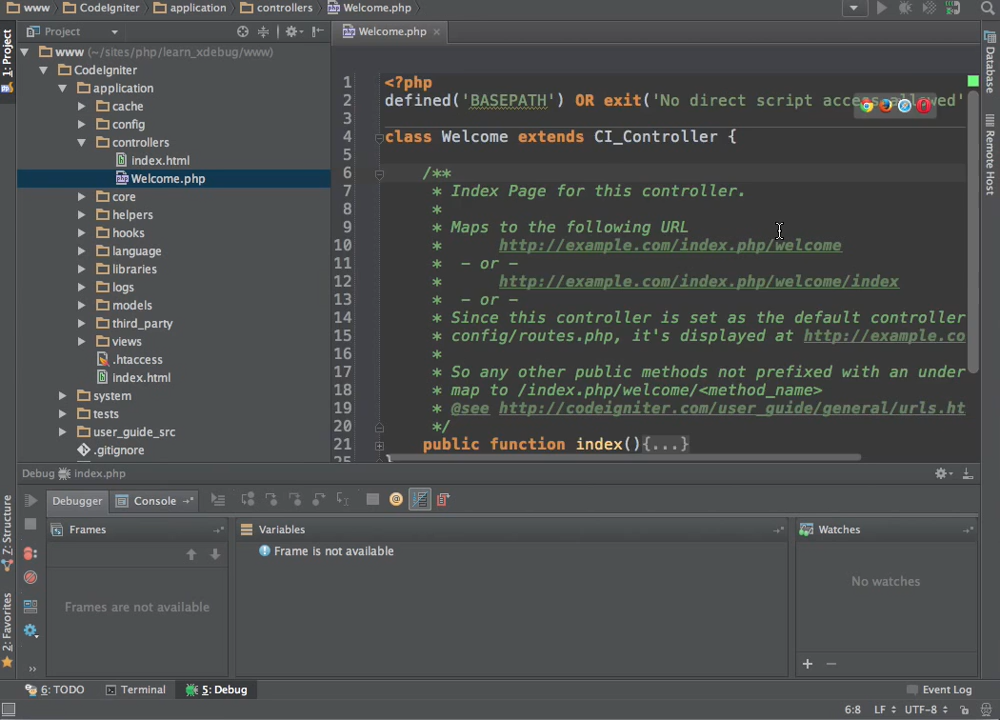 www CodeIgniter application controllers Welcome.php
1: Project
Project
Welcome.php
www (~/sites/php/learn_xdebug/www)
CodeIgniter
application
cache
config
controllers
index.html
Welcome.php
core
helpers
hooks
language
libraries
logs
models
third_party
views
.htaccess
index.html
system
tests
user_guide_src
.gitignore
1 <?php
2 defined('BASEPATH') OR exit('No direct script access allowed'
3
4 class Welcome extends CI_Controller {
5
6 /**
7 * Index Page for this controller.
8 *
9 * Maps to the following URL
10 * http://example.com/index.php/welcome
11 * - or -
12 * http://example.com/index.php/welcome/index
13 * - or -
14 * Since this controller is set as the default controller
15 * config/routes.php, it's displayed at http://example.co
16 *
17 * So any other public methods not prefixed with an under
18 * map to /index.php/welcome/<method_name>
19 * @see http://codeigniter.com/user_guide/general/urls.ht
20 */
21 public function index(){...}
25 }
Database
Remote Host
Debug index.php
Debugger Console
Frames
Variables
Watches
Frame is not available
Frames are not available
No watches
7: Structure
2: Favorites
6: TODO Terminal 5: Debug Event Log
6:8 LF UTF-8